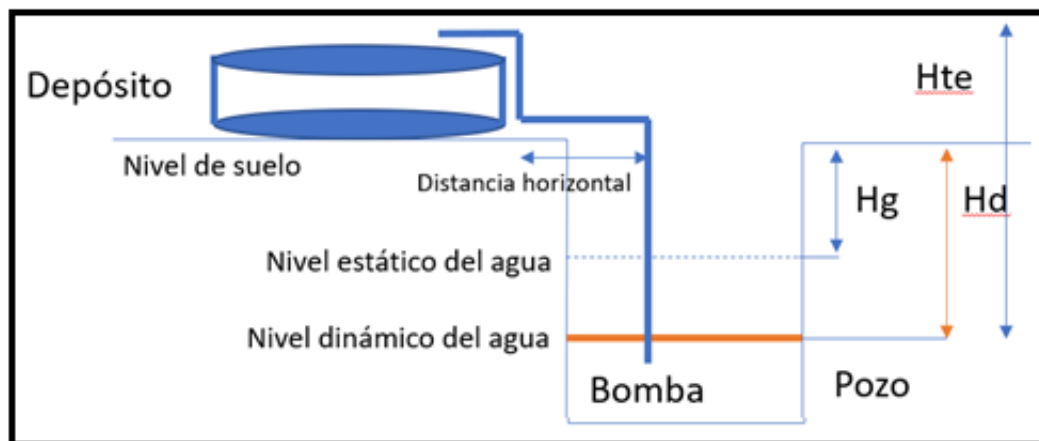 Depósito
Hte
Nivel de suelo
Distancia horizontal
Hg
Hd
Nivel estático del agua
Nivel dinámico del agua
Bomba
Pozo